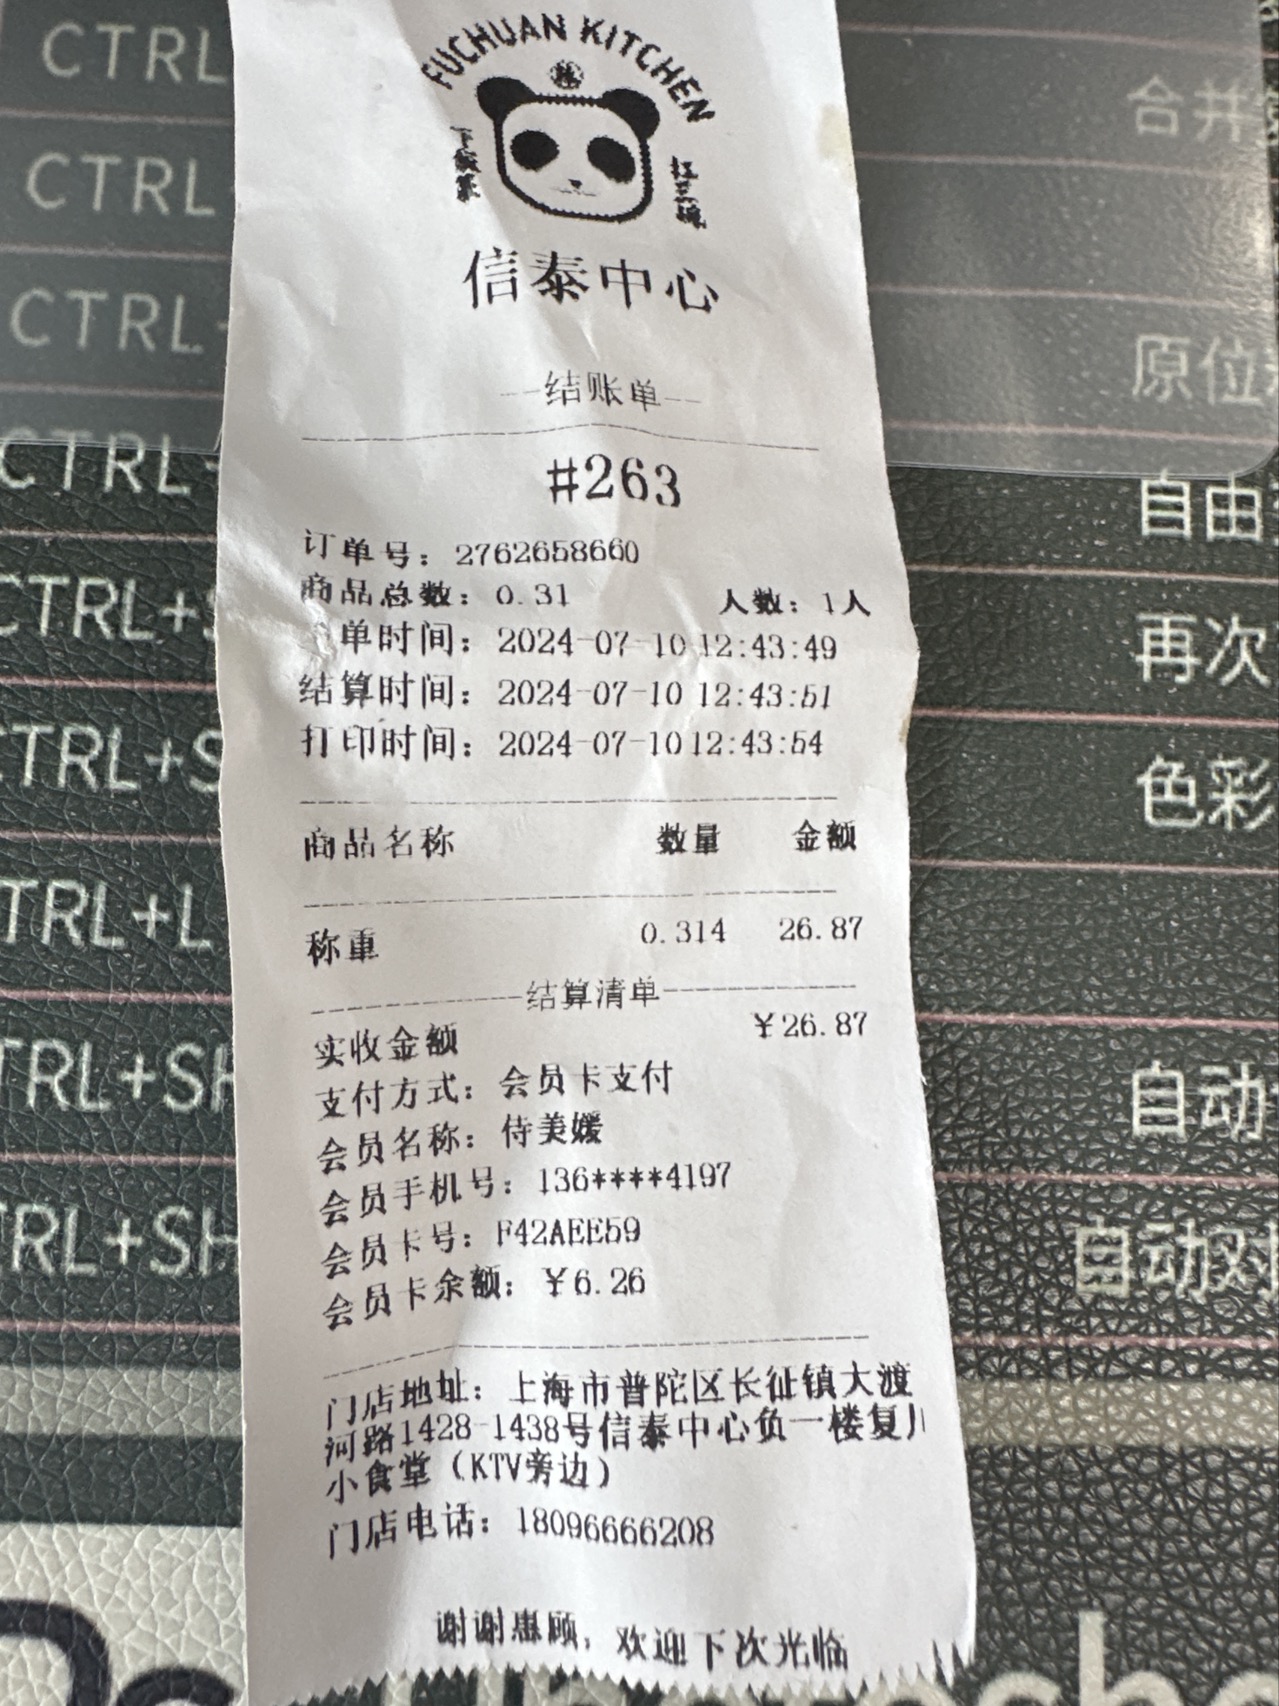 FUCHUAN KITCHEN
下饭菜
扛三碗
信泰中心
结账单
#263
订单号：2762658660
商品总数：0.31 人数：1人
单时间：2024-07-10 12:43:49
结算时间：2024-07-10 12:43:51
打印时间：2024-07-10 12:43:54
商品名称 数量 金额
称重 0.314 26.87
结算清单
实收金额 ￥26.87
支付方式：会员卡支付
会员名称：侍美媛
会员手机号：136****4197
会员卡号：F42AEE59
会员卡余额：￥6.26
门店地址：上海市普陀区长征镇大渡
河路1428-1438号信泰中心负一楼复川
小食堂（KTV旁边）
门店电话：18096666208
谢谢惠顾，欢迎下次光临
CTRL
CTRL
CTRL
CTRL
CTRL+S
CTRL+S
CTRL+L
CTRL+SH
CTRL+SH
合并
原位
自由
再次
色彩
自动
自动对